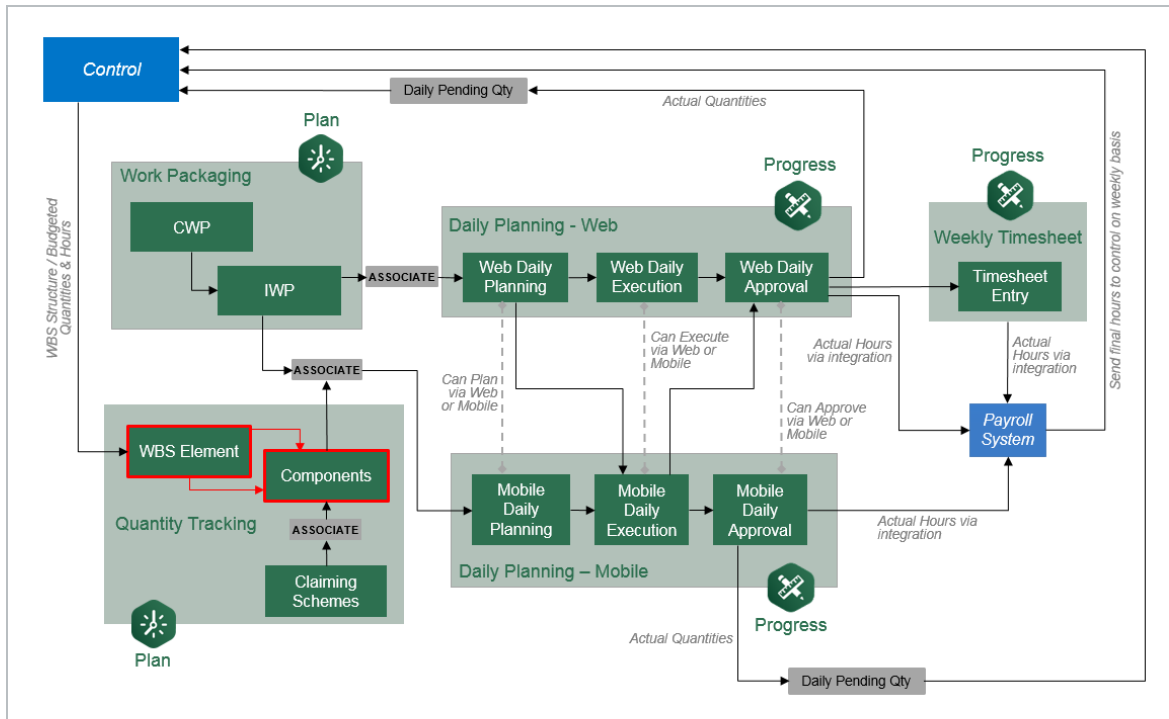 Control
Daily Pending Qty
Actual Quantities
Plan
Work Packaging
CWP
IWP
ASSOCIATE
WBS Structure / Budgeted
Quantities & Hours
Progress
Daily Planning - Web
Web Daily
Planning
Web Daily
Execution
Web Daily
Approval
Progress
Weekly Timesheet
Timesheet
Entry
Send final hours to control on weekly basis
Can Plan
via Web
or Mobile
Can Execute
via Web or
Mobile
Can Approve
via Web or
Mobile
Actual Hours
via integration
Actual
Hours via
integration
Payroll
System
ASSOCIATE
WBS Element
Components
Quantity Tracking
ASSOCIATE
Claiming
Schemes
Plan
Mobile
Daily
Planning
Mobile
Daily
Execution
Mobile
Daily
Approval
Actual Hours via
integration
Daily Planning – Mobile
Progress
Actual Quantities
Daily Pending Qty